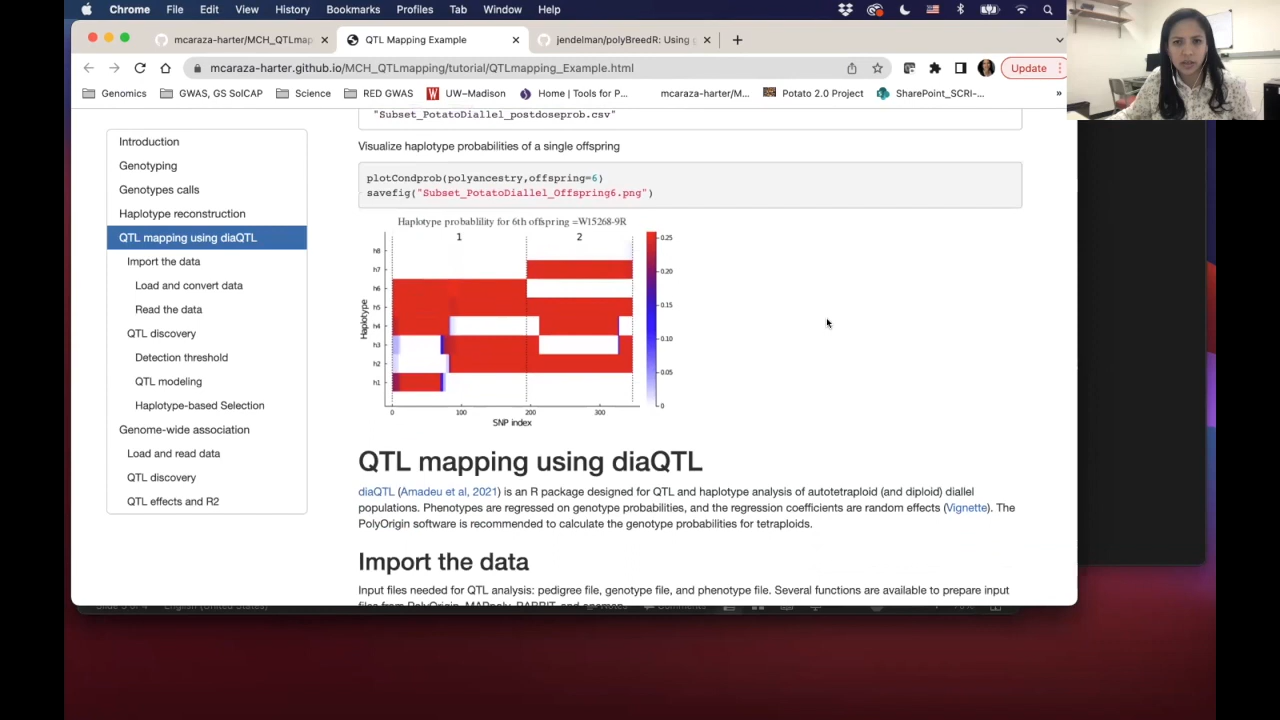 Chrome File Edit View History Bookmarks Profiles Tab Window Help
mcaraza-harter/MCH_QTLmap
QTL Mapping Example
jendelman/polyBreedR: Using
mcaraza-harter.github.io/MCH_QTLmapping/tutorial/QTLmapping_Example.html
Update
Genomics
GWAS, GS SolCAP
Science
RED GWAS
UW–Madison
Home | Tools for P...
mcaraza-harter/M...
Potato 2.0 Project
SharePoint_SCRI-...
»
Introduction
Genotyping
Genotypes calls
Haplotype reconstruction
QTL mapping using diaQTL
Import the data
Load and convert data
Read the data
QTL discovery
Detection threshold
QTL modeling
Haplotype-based Selection
Genome-wide association
Load and read data
QTL discovery
QTL effects and R2
"Subset_PotatoDiallel_postdoseprob.csv"
Visualize haplotype probabilities of a single offspring
plotCondprob(polyancestry,offspring=6)
savefig("Subset_PotatoDiallel_Offspring6.png")
Haplotype probablility for 6th offspring =W15268-9R
1 2
Haplotype
h8
h7
h6
h5
h4
h3
h2
h1
0 100 200 300
SNP index
0.25
0.20
0.15
0.10
0.05
0
QTL mapping using diaQTL
diaQTL (Amadeu et al, 2021) is an R package designed for QTL and haplotype analysis of autotetraploid (and diploid) diallel
populations. Phenotypes are regressed on genotype probabilities, and the regression coefficients are random effects (Vignette). The
PolyOrigin software is recommended to calculate the genotype probabilities for tetraploids.
Import the data
Input files needed for QTL analysis: pedigree file, genotype file, and phenotype file. Several functions are available to prepare input